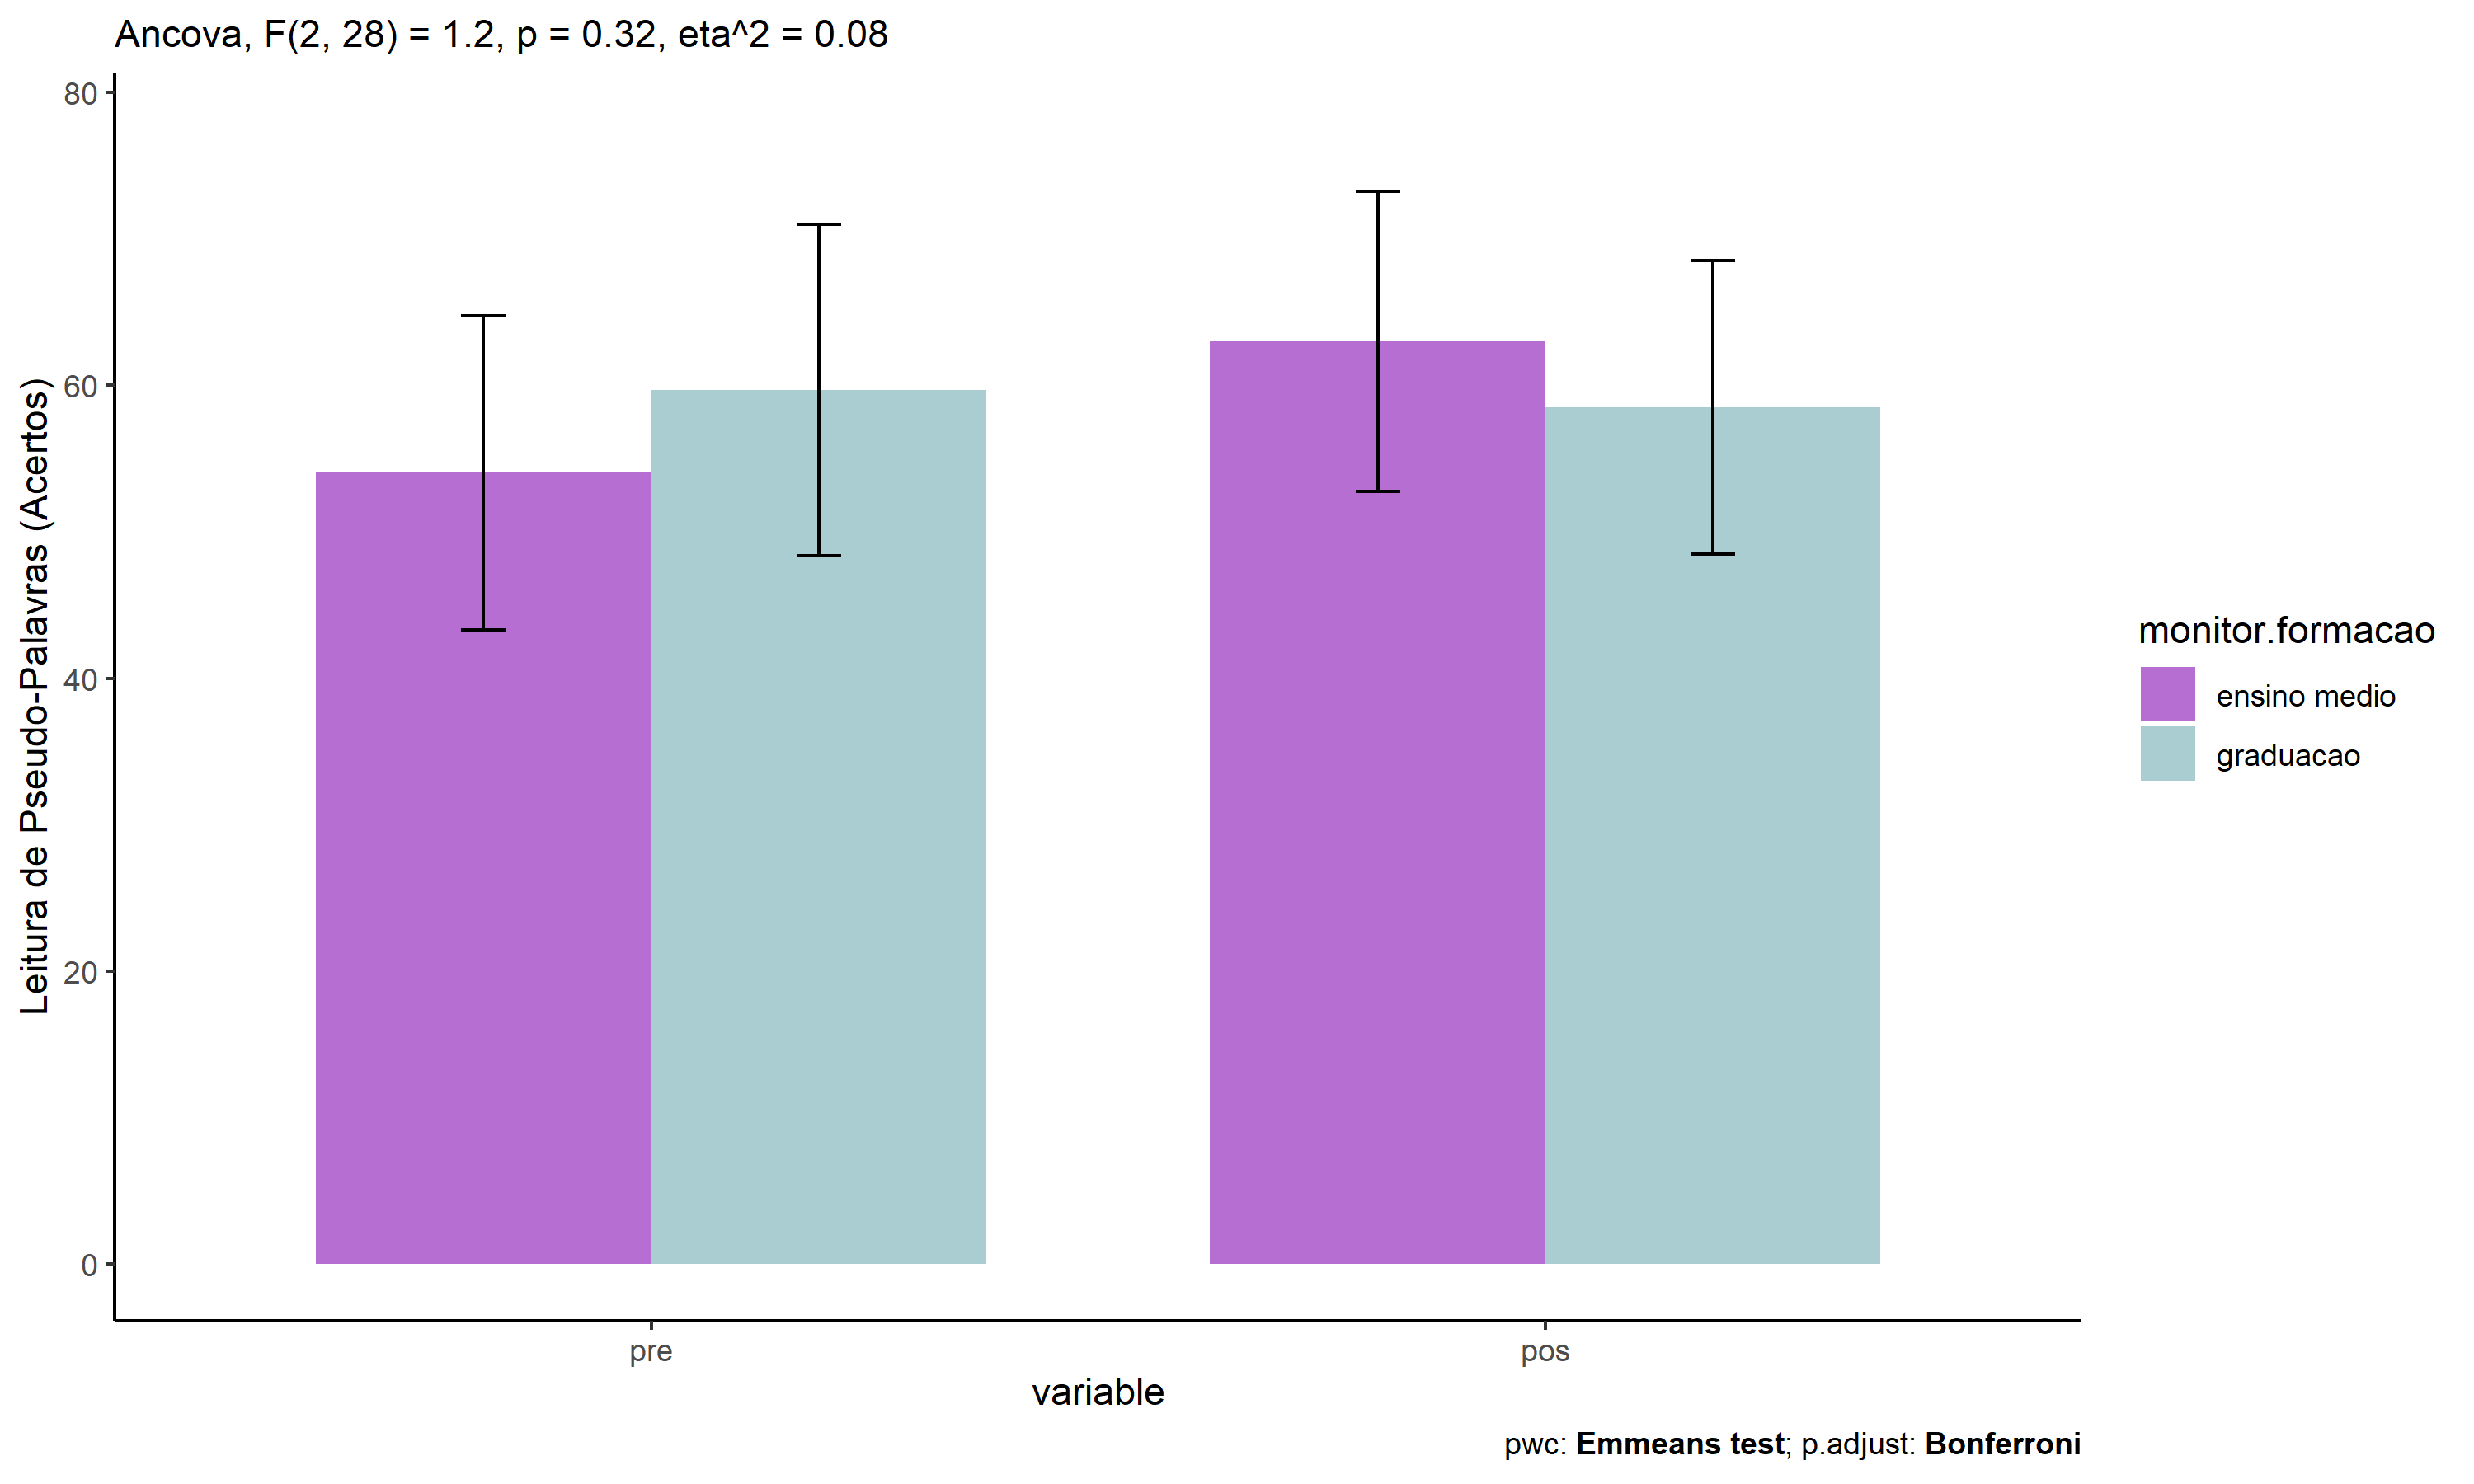 Ancova, F(2, 28) = 1.2, p = 0.32, eta^2 = 0.08
Leitura de Pseudo-Palavras (Acertos)
80
60
40
20
0
pre
pos
variable
monitor.formacao
ensino medio
graduacao
pwc: Emmeans test; p.adjust: Bonferroni